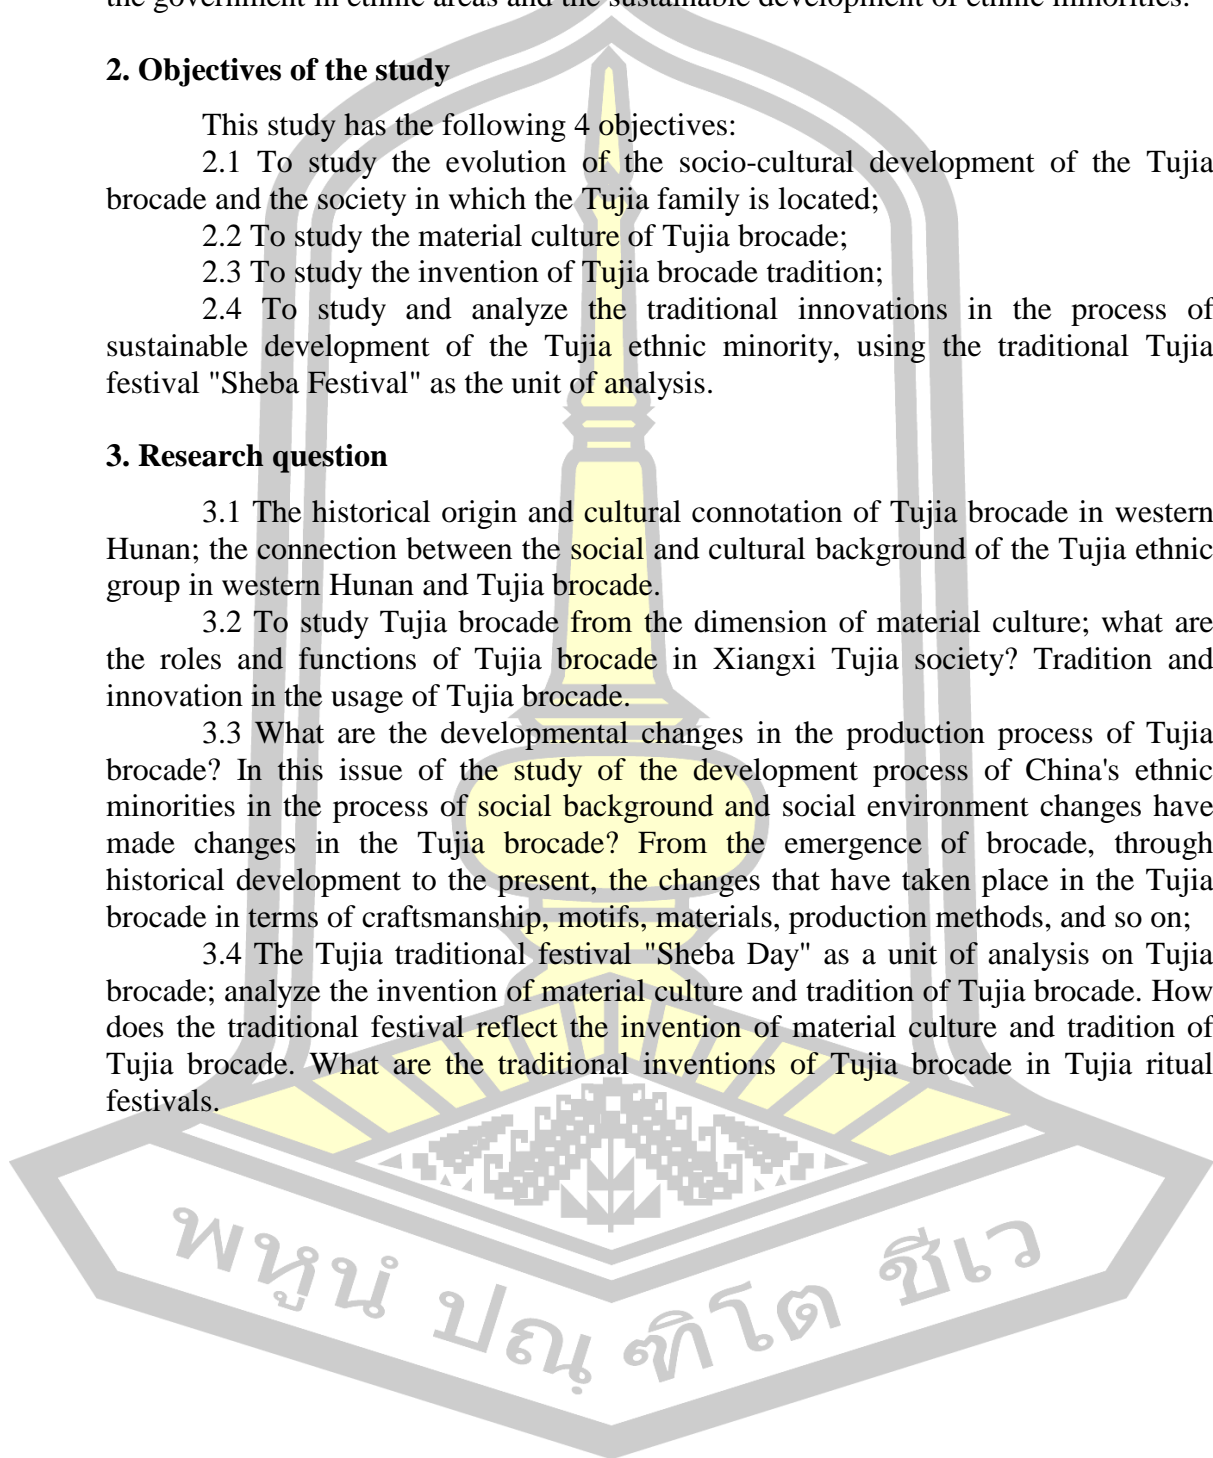 the government in ethnic areas and the sustainable development of ethnic minorities.
2. Objectives of the study
This study has the following 4 objectives:
2.1 To study the evolution of the socio-cultural development of the Tujia
brocade and the society in which the Tujia family is located;
2.2 To study the material culture of Tujia brocade;
2.3 To study the invention of Tujia brocade tradition;
2.4 To study and analyze the traditional innovations in the process of
sustainable development of the Tujia ethnic minority, using the traditional Tujia
festival "Sheba Festival" as the unit of analysis.
3. Research question
3.1 The historical origin and cultural connotation of Tujia brocade in western
Hunan; the connection between the social and cultural background of the Tujia ethnic
group in western Hunan and Tujia brocade.
3.2 To study Tujia brocade from the dimension of material culture; what are
the roles and functions of Tujia brocade in Xiangxi Tujia society? Tradition and
innovation in the usage of Tujia brocade.
3.3 What are the developmental changes in the production process of Tujia
brocade? In this issue of the study of the development process of China's ethnic
minorities in the process of social background and social environment changes have
made changes in the Tujia brocade? From the emergence of brocade, through
historical development to the present, the changes that have taken place in the Tujia
brocade in terms of craftsmanship, motifs, materials, production methods, and so on;
3.4 The Tujia traditional festival "Sheba Day" as a unit of analysis on Tujia
brocade; analyze the invention of material culture and tradition of Tujia brocade. How
does the traditional festival reflect the invention of material culture and tradition of
Tujia brocade. What are the traditional inventions of Tujia brocade in Tujia ritual
festivals.
พหูนํ ปณฺ ฑิโต ชีเว